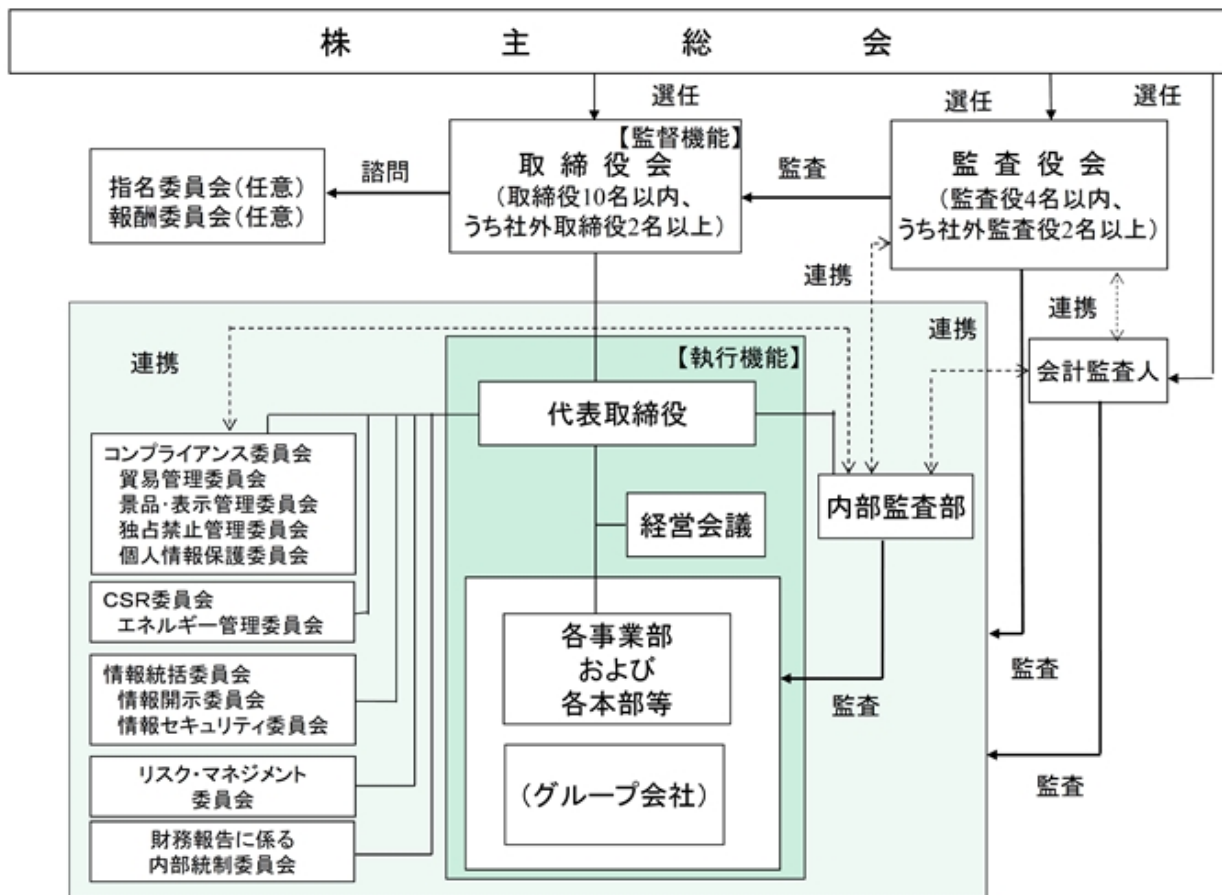 株主総会
選任
選任
選任
【監督機能】
取締役会
（取締役10名以内、
うち社外取締役2名以上）
監査役会
（監査役4名以内、
うち社外監査役2名以上）
諮問
監査
指名委員会（任意）
報酬委員会（任意）
連携
連携
連携
連携
【執行機能】
会計監査人
代表取締役
コンプライアンス委員会
貿易管理委員会
景品・表示管理委員会
独占禁止管理委員会
個人情報保護委員会
内部監査部
経営会議
CSR委員会
エネルギー管理委員会
各事業部
および
各本部等
情報統括委員会
情報開示委員会
情報セキュリティ委員会
監査
監査
監査
リスク・マネジメント
委員会
（グループ会社）
財務報告に係る
内部統制委員会